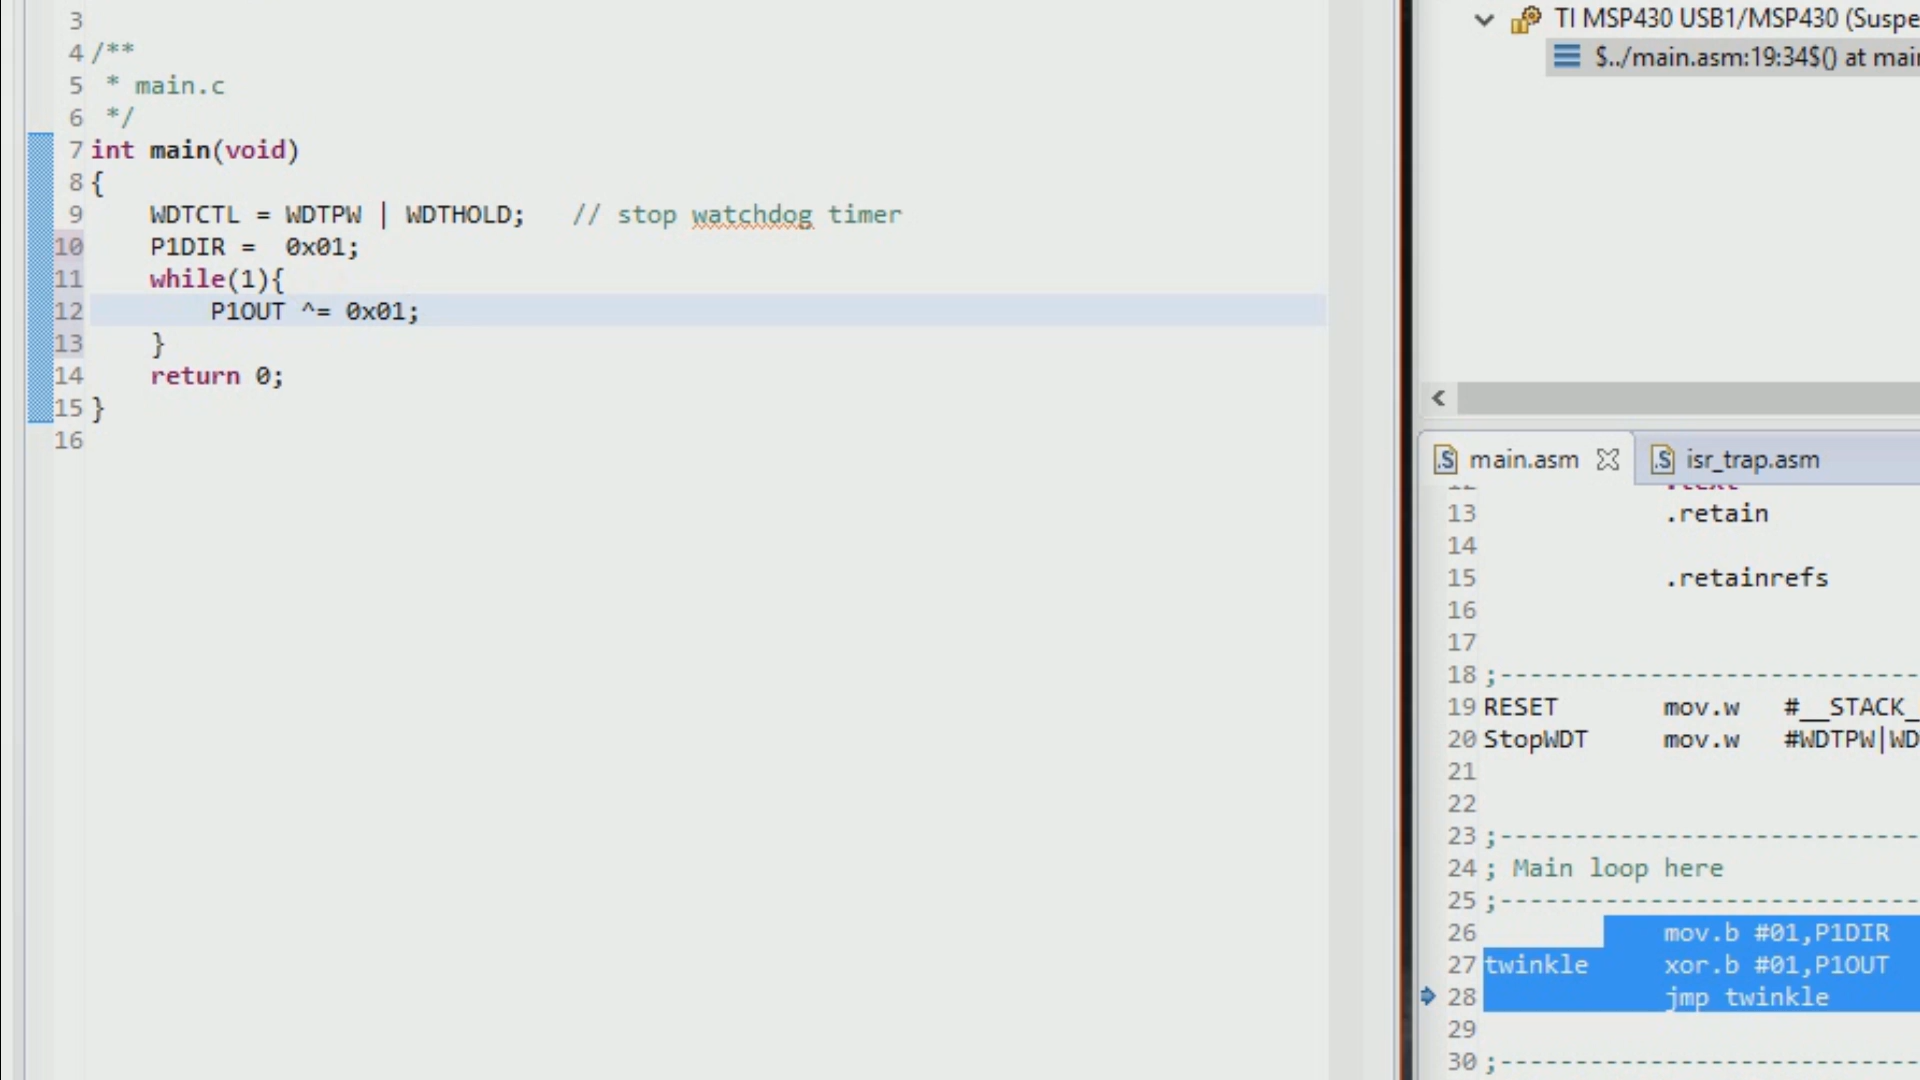 3
4 /**
5  * main.c
6  */
7 int main(void)
8 {
9     WDTCTL = WDTPW | WDTHOLD;   // stop watchdog timer
10     P1DIR =  0x01;
11     while(1){
12         P1OUT ^= 0x01;
13     }
14     return 0;
15 }
16
TI MSP430 USB1/MSP430 (Suspe
$../main.asm:19:34$() at mai
main.asm isr_trap.asm
13 .retain
14
15 .retainrefs
16
17
18 ;----------------------------
19 RESET     mov.w   #__STACK_
20 StopWDT     mov.w   #WDTPW|WD
21
22
23 ;----------------------------
24 ; Main loop here
25 ;----------------------------
26 mov.b #01,P1DIR
27 twinkle     xor.b #01,P1OUT
28 jmp twinkle
29
30 ;----------------------------